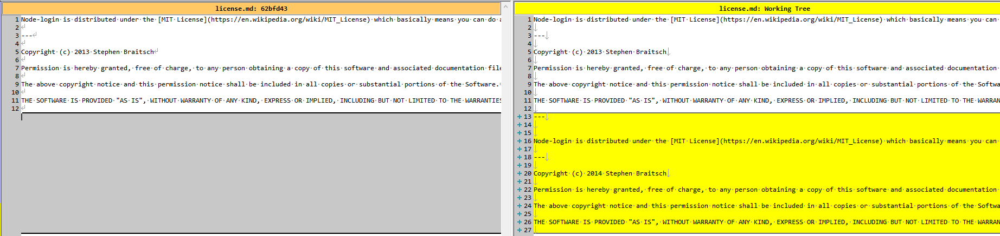 license.md: 62bfd43
1 Node-login is distributed under the [MIT License](https://en.wikipedia.org/wiki/MIT_License) which basically means you can do a
2
3 ---
4
5 Copyright (c) 2013 Stephen Braitsch
6
7 Permission is hereby granted, free of charge, to any person obtaining a copy of this software and associated documentation file
8
9 The above copyright notice and this permission notice shall be included in all copies or substantial portions of the Software.
10
11 THE SOFTWARE IS PROVIDED "AS IS", WITHOUT WARRANTY OF ANY KIND, EXPRESS OR IMPLIED, INCLUDING BUT NOT LIMITED TO THE WARRANTIES
12
license.md: Working Tree
1 Node-login is distributed under the [MIT License](https://en.wikipedia.org/wiki/MIT_License) which basically means you can
2
3 ---
4
5 Copyright (c) 2013 Stephen Braitsch
6
7 Permission is hereby granted, free of charge, to any person obtaining a copy of this software and associated documentation
8
9 The above copyright notice and this permission notice shall be included in all copies or substantial portions of the Softwa
10
11 THE SOFTWARE IS PROVIDED "AS IS", WITHOUT WARRANTY OF ANY KIND, EXPRESS OR IMPLIED, INCLUDING BUT NOT LIMITED TO THE WARRAN
12
+ 13 ---
+ 14
+ 15
+ 16 Node-login is distributed under the [MIT License](https://en.wikipedia.org/wiki/MIT_License) which basically means you can
+ 17
+ 18 ---
+ 19
+ 20 Copyright (c) 2014 Stephen Braitsch
+ 21
+ 22 Permission is hereby granted, free of charge, to any person obtaining a copy of this software and associated documentation
+ 23
+ 24 The above copyright notice and this permission notice shall be included in all copies or substantial portions of the Softwa
+ 25
+ 26 THE SOFTWARE IS PROVIDED "AS IS", WITHOUT WARRANTY OF ANY KIND, EXPRESS OR IMPLIED, INCLUDING BUT NOT LIMITED TO THE WARRAN
+ 27